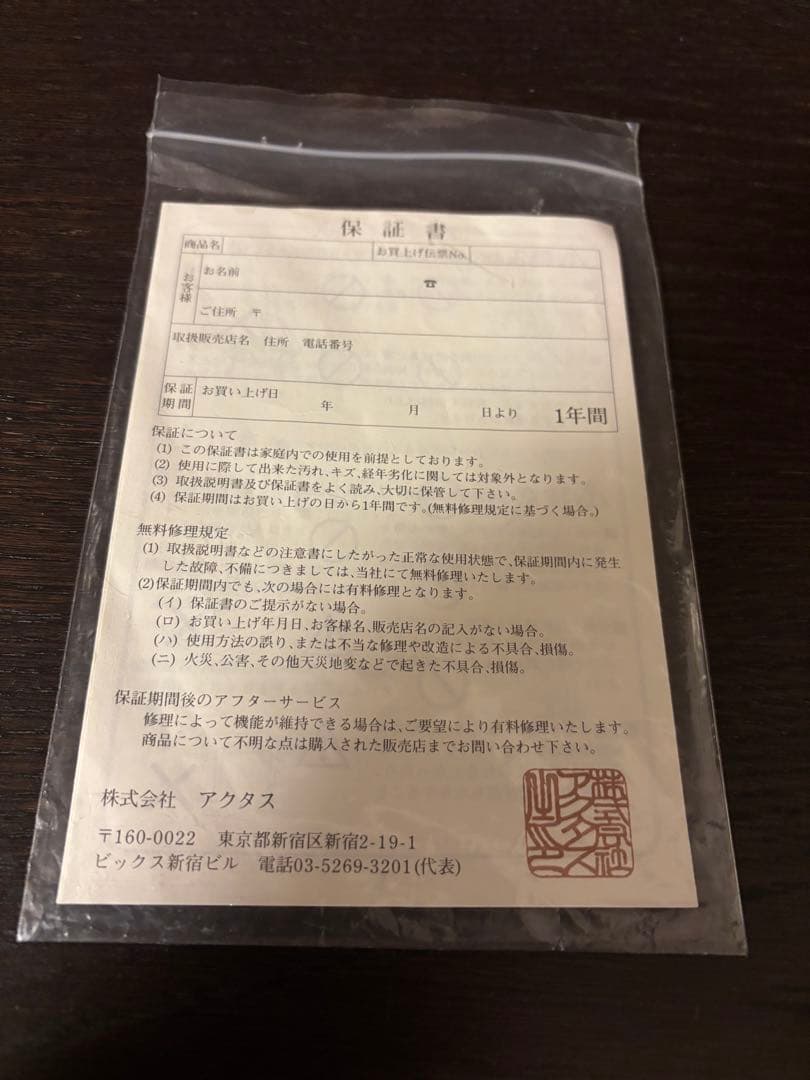 保証書
商品名 お買上げ伝票No.
お客様 お名前 ☎
ご住所 〒
取扱販売店名 住所 電話番号
保証期間 お買い上げ日 年 月 日より 1年間
保証について
(1) この保証書は家庭内での使用を前提としております。
(2) 使用に際して出来た汚れ、キズ、経年劣化に関しては対象外となります。
(3) 取扱説明書及び保証書をよく読み、大切に保管して下さい。
(4) 保証期間はお買い上げの日から1年間です。(無料修理規定に基づく場合。)
無料修理規定
(1) 取扱説明書などの注意書にしたがった正常な使用状態で、保証期間内に発生
した故障、不備につきましては、当社にて無料修理いたします。
(2)保証期間内でも、次の場合には有料修理となります。
(イ) 保証書のご提示がない場合。
(ロ) お買い上げ年月日、お客様名、販売店名の記入がない場合。
(ハ) 使用方法の誤り、または不当な修理や改造による不具合、損傷。
(ニ) 火災、公害、その他天災地変などで起きた不具合、損傷。
保証期間後のアフターサービス
修理によって機能が維持できる場合は、ご要望により有料修理いたします。
商品について不明な点は購入された販売店までお問い合わせ下さい。
株式会社 アクタス
〒160-0022 東京都新宿区新宿2-19-1
ビックス新宿ビル 電話03-5269-3201(代表)